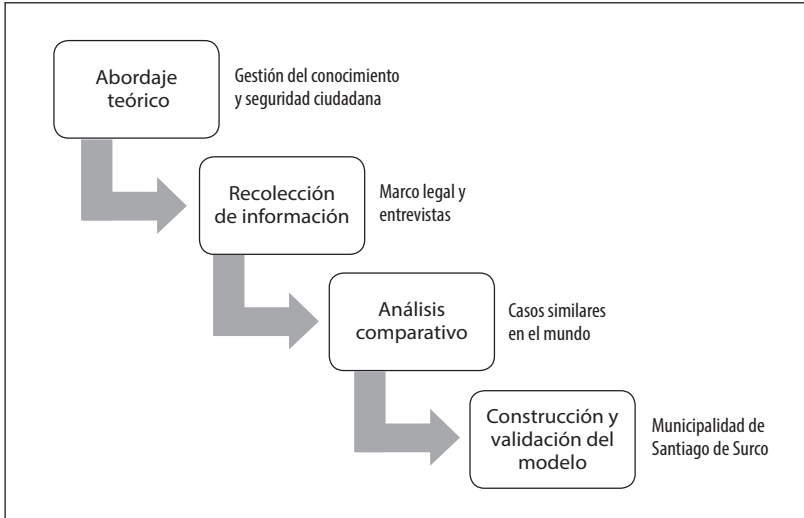 Abordaje
teórico
Gestión del conocimiento
y seguridad ciudadana
Recolección
de información
Marco legal y
entrevistas
Análisis
comparativo
Casos similares
en el mundo
Construcción y
validación del
modelo
Municipalidad de
Santiago de Surco